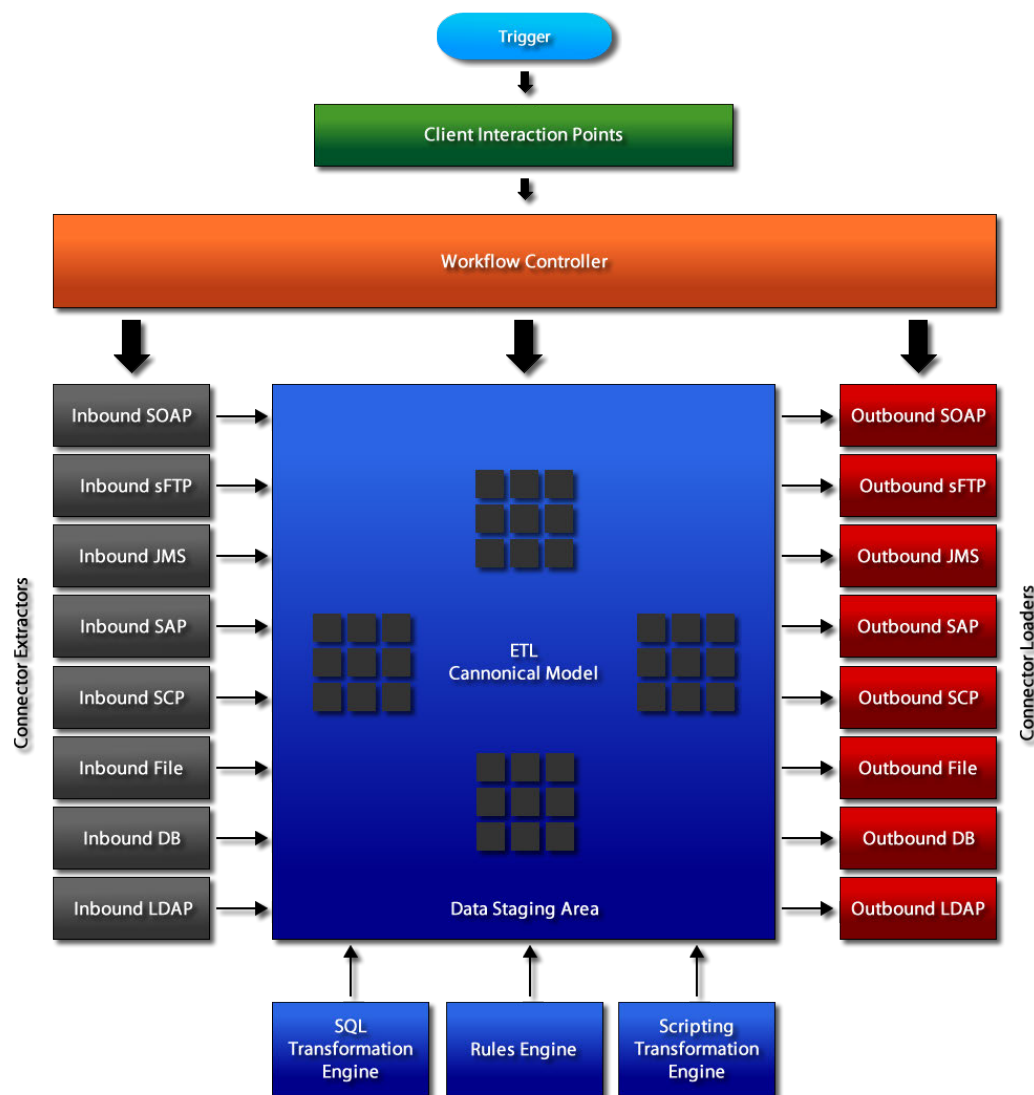 Trigger
Client Interaction Points
Workflow Controller
Connector Extractors
Inbound SOAP
Inbound sFTP
Inbound JMS
Inbound SAP
Inbound SCP
Inbound File
Inbound DB
Inbound LDAP
ETL
Cannonical Model
Data Staging Area
Outbound SOAP
Outbound sFTP
Outbound JMS
Outbound SAP
Outbound SCP
Outbound File
Outbound DB
Outbound LDAP
Connector Loaders
SQL
Transformation
Engine
Rules Engine
Scripting
Transformation
Engine